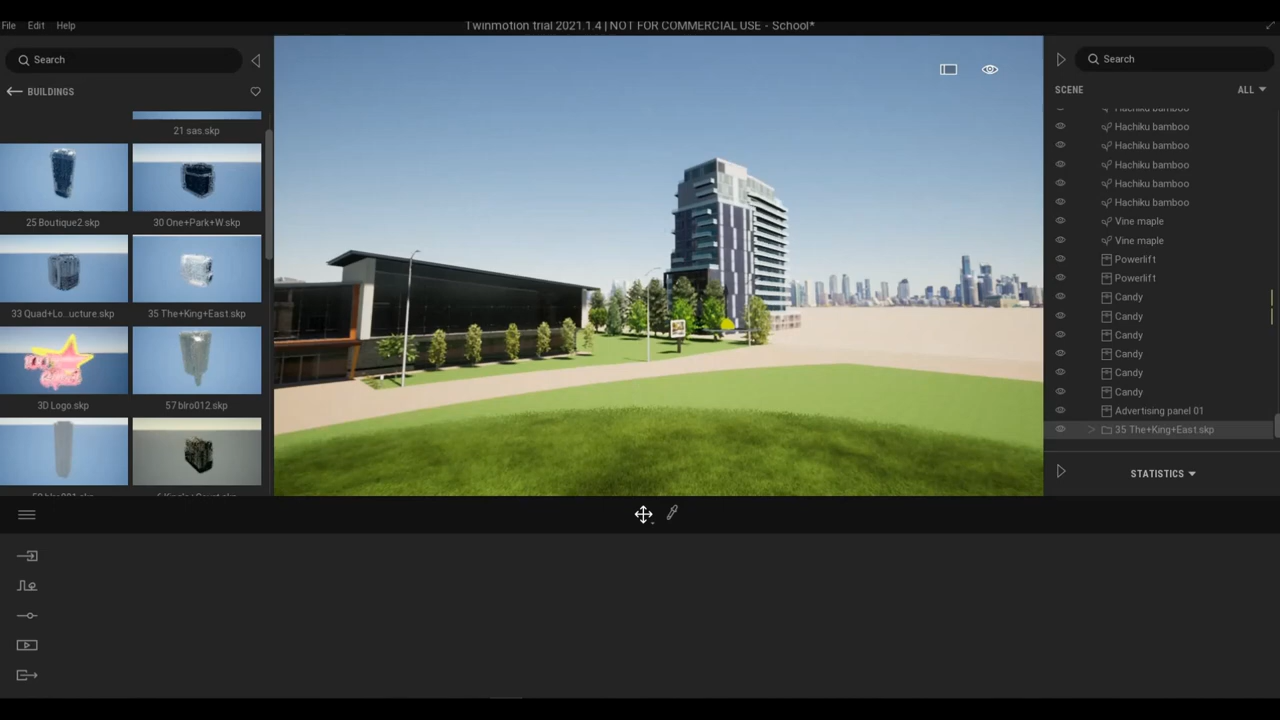 File Edit Help
Twinmotion trial 2021.1.4 | NOT FOR COMMERCIAL USE - School*
Search
BUILDINGS
21 sas.skp
25 Boutique2.skp
30 One+Park+W.skp
33 Quad+Lo...ucture.skp
35 The+King+East.skp
3D Logo.skp
57 blro012.skp
Search
SCENE
ALL
Hachiku bamboo
Hachiku bamboo
Hachiku bamboo
Hachiku bamboo
Hachiku bamboo
Hachiku bamboo
Vine maple
Vine maple
Powerlift
Powerlift
Candy
Candy
Candy
Candy
Candy
Candy
Advertising panel 01
35 The+King+East.skp
STATISTICS